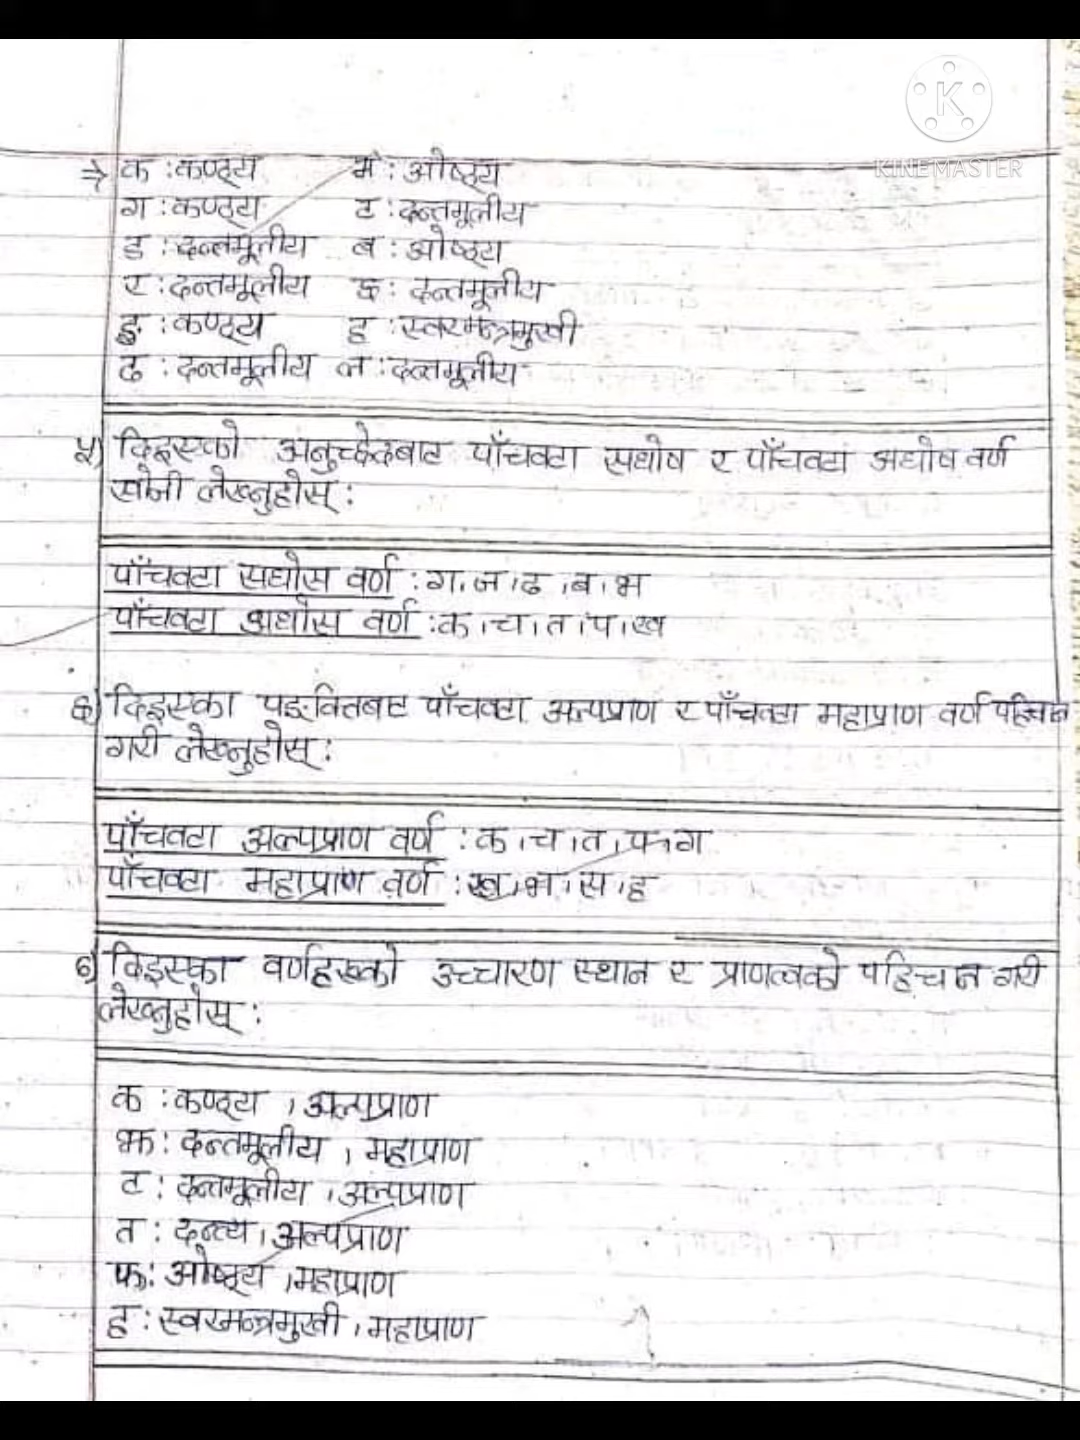 K
KINEMASTER
⇒ क : कण्ठ्य म : ओष्ठ्य
ग : कण्ठ्य ट : दन्तमूलीय
ड : दन्तमूलीय ब : ओष्ठ्य
र : दन्तमूलीय छ : दन्तमूलीय
ङ : कण्ठ्य ह : स्वरयन्त्रमुखी
ढ : दन्तमूलीय ल : दन्तमूलीय
५) दिइएको अनुच्छेदबाट पाँचवटा सघोष र पाँचवटा अघोष वर्ण
खोजी लेख्नुहोस् :
पाँचवटा सघोस वर्ण : ग, ज, ढ, ब, भ
पाँचवटा अघोस वर्ण : क, च, त, प, ख
६) दिइएका पङ्क्तिबाट पाँचवटा अल्पप्राण र पाँचवटा महाप्राण वर्ण पहिचान
गरी लेख्नुहोस् :
पाँचवटा अल्पप्राण वर्ण : क, च, त, प, ग
पाँचवटा महाप्राण वर्ण : ख, भ, स, ह
७) दिइएका वर्णहरूको उच्चारण स्थान र प्राणत्वको पहिचान गरी
लेख्नुहोस् :
क : कण्ठ्य, अल्पप्राण
झ : दन्तमूलीय, महाप्राण
ट : दन्तमूलीय, अल्पप्राण
त : दन्त्य, अल्पप्राण
फ : ओष्ठ्य, महाप्राण
ह : स्वरयन्त्रमुखी, महाप्राण